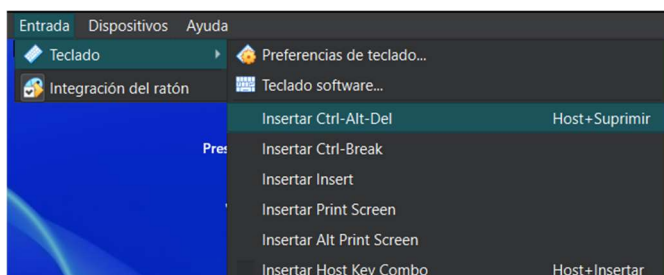 Entrada Dispositivos Ayuda
Teclado
Integración del ratón
Preferencias de teclado...
Teclado software...
Insertar Ctrl-Alt-Del Host+Suprimir
Insertar Ctrl-Break
Insertar Insert
Insertar Print Screen
Insertar Alt Print Screen
Insertar Host Key Combo Host+Insertar
Pres